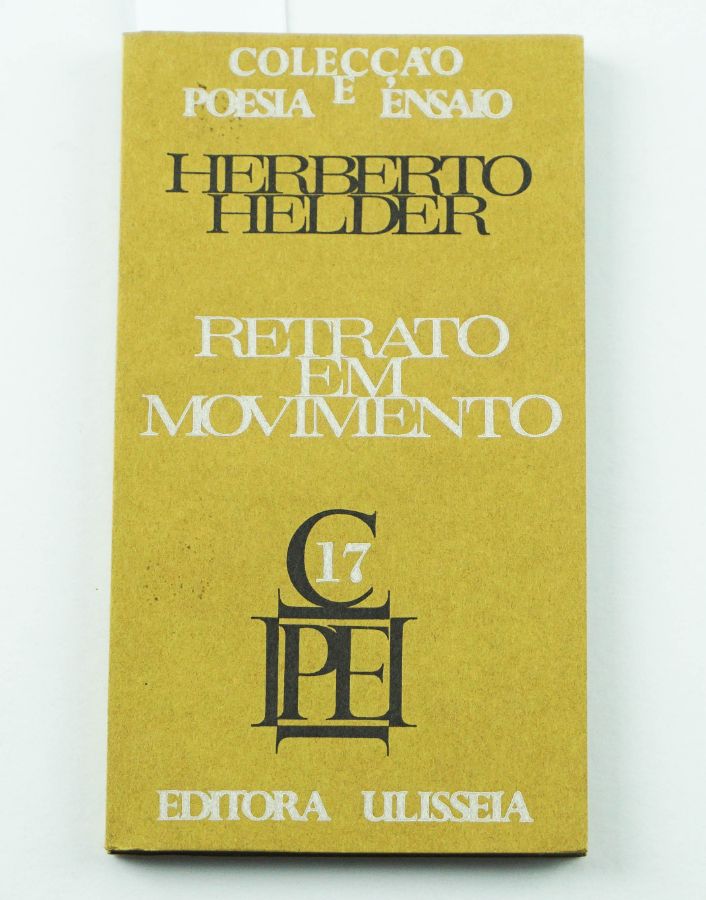 COLECÇÃO
E
POESIA ENSAIO
HERBERTO
HELDER
RETRATO
EM
MOVIMENTO
C
17
PE
EDITORA ULISSEIA